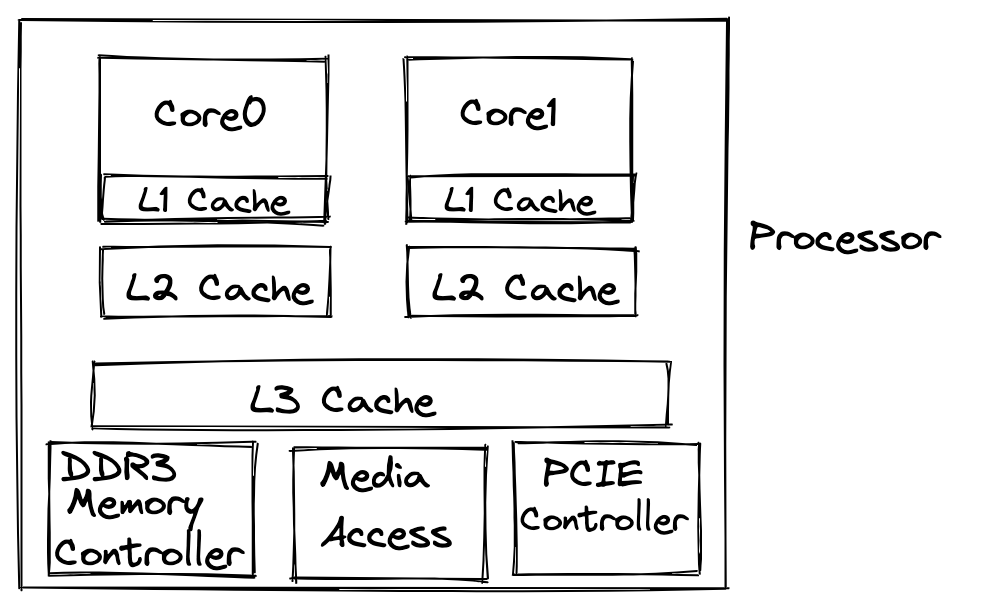 Core0
Core1
L1 Cache
L1 Cache
Processor
L2 Cache
L2 Cache
L3 Cache
DDR3
Memory
Controller
Media
Access
PCIE
Controller